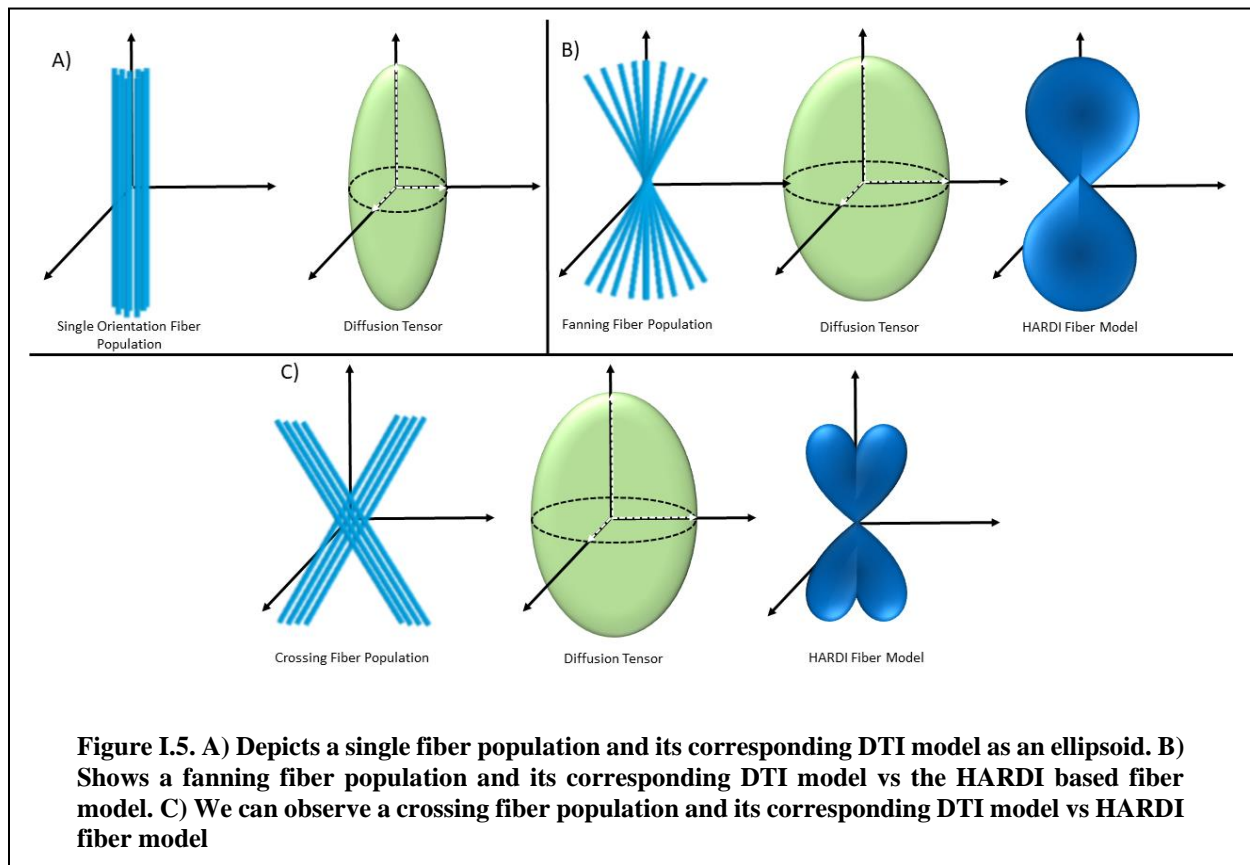 A)
Single Orientation Fiber
Population
Diffusion Tensor
B)
Fanning Fiber Population
Diffusion Tensor
HARDI Fiber Model
C)
Crossing Fiber Population
Diffusion Tensor
HARDI Fiber Model
Figure I.5. A) Depicts a single fiber population and its corresponding DTI model as an ellipsoid. B)
Shows a fanning fiber population and its corresponding DTI model vs the HARDI based fiber
model. C) We can observe a crossing fiber population and its corresponding DTI model vs HARDI
fiber model